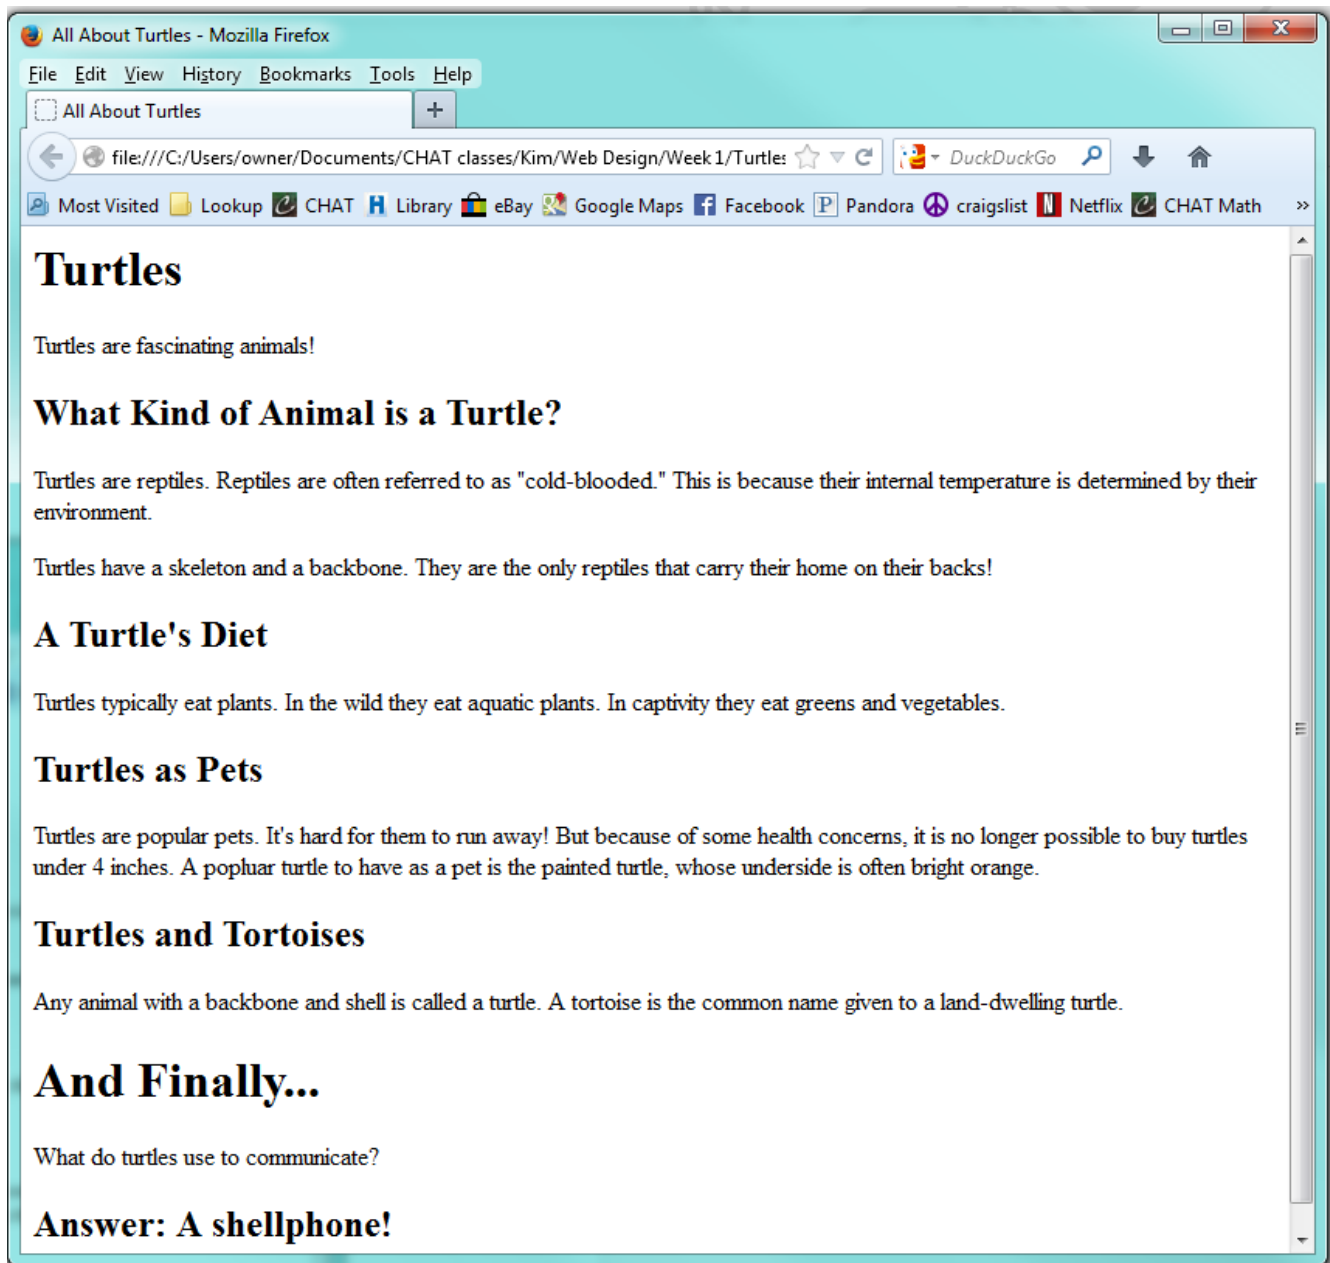 All About Turtles - Mozilla Firefox
File Edit View History Bookmarks Tools Help
All About Turtles
file:///C:/Users/owner/Documents/CHAT classes/Kim/Web Design/Week 1/Turtles
DuckDuckGo
Most Visited Lookup CHAT H Library eBay Google Maps f Facebook P Pandora craigslist N Netflix CHAT Math »
Turtles
Turtles are fascinating animals!
What Kind of Animal is a Turtle?
Turtles are reptiles. Reptiles are often referred to as "cold-blooded." This is because their internal temperature is determined by their
environment.
Turtles have a skeleton and a backbone. They are the only reptiles that carry their home on their backs!
A Turtle's Diet
Turtles typically eat plants. In the wild they eat aquatic plants. In captivity they eat greens and vegetables.
Turtles as Pets
Turtles are popular pets. It's hard for them to run away! But because of some health concerns, it is no longer possible to buy turtles
under 4 inches. A popluar turtle to have as a pet is the painted turtle, whose underside is often bright orange.
Turtles and Tortoises
Any animal with a backbone and shell is called a turtle. A tortoise is the common name given to a land-dwelling turtle.
And Finally...
What do turtles use to communicate?
Answer: A shellphone!